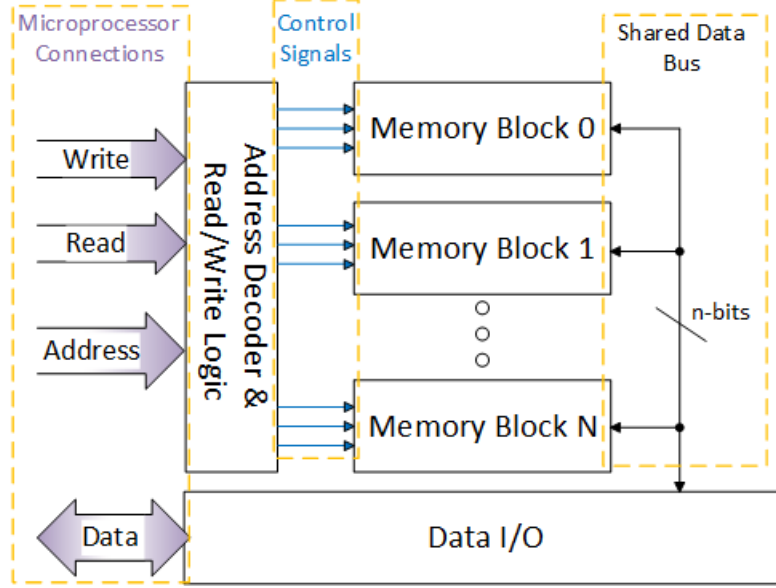 Microprocessor
Connections
Control
Signals
Shared Data
Bus
Write
Read
Address
Address Decoder &
Read/Write Logic
Memory Block 0
Memory Block 1
n-bits
Memory Block N
Data
Data I/O